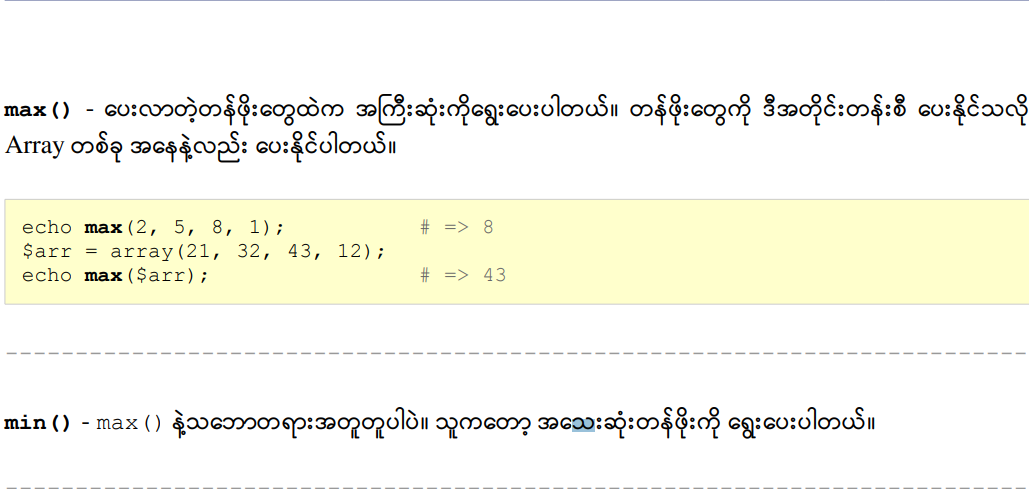 max() - ပေးလာတဲ့တန်ဖိုးတွေထဲက အကြီးဆုံးကိုရွေးပေးပါတယ်။ တန်ဖိုးတွေကို ဒီအတိုင်းတန်းစီ ပေးနိုင်သလို
Array တစ်ခု အနေနဲ့လည်း ပေးနိုင်ပါတယ်။
echo max(2, 5, 8, 1); # => 8
$arr = array(21, 32, 43, 12);
echo max($arr); # => 43
min() - max() နဲ့သဘောတရားအတူတူပါပဲ။ သူကတော့ အသေးဆုံးတန်ဖိုးကို ရွေးပေးပါတယ်။